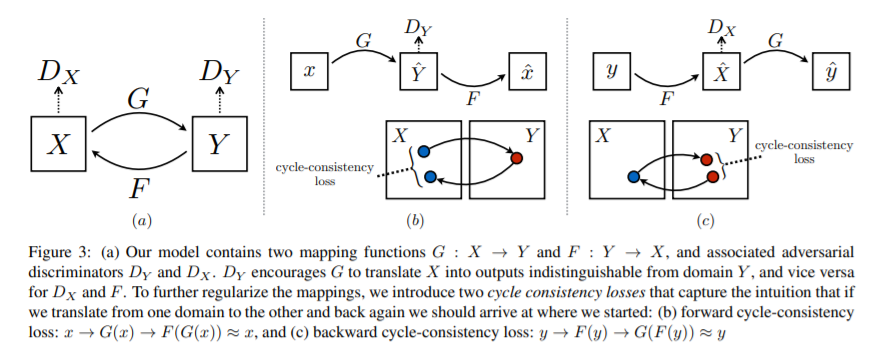 D_X
D_Y
G
X
Y
F
(a)
D_Y
G
x
Ŷ
x̂
F
X
Y
cycle-consistency
loss
(b)
D_X
G
y
X̂
ŷ
F
X
Y
cycle-consistency
loss
(c)
Figure 3: (a) Our model contains two mapping functions G : X → Y and F : Y → X, and associated adversarial
discriminators D_Y and D_X. D_Y encourages G to translate X into outputs indistinguishable from domain Y, and vice versa
for D_X and F. To further regularize the mappings, we introduce two cycle consistency losses that capture the intuition that if
we translate from one domain to the other and back again we should arrive at where we started: (b) forward cycle-consistency
loss: x → G(x) → F(G(x)) ≈ x, and (c) backward cycle-consistency loss: y → F(y) → G(F(y)) ≈ y